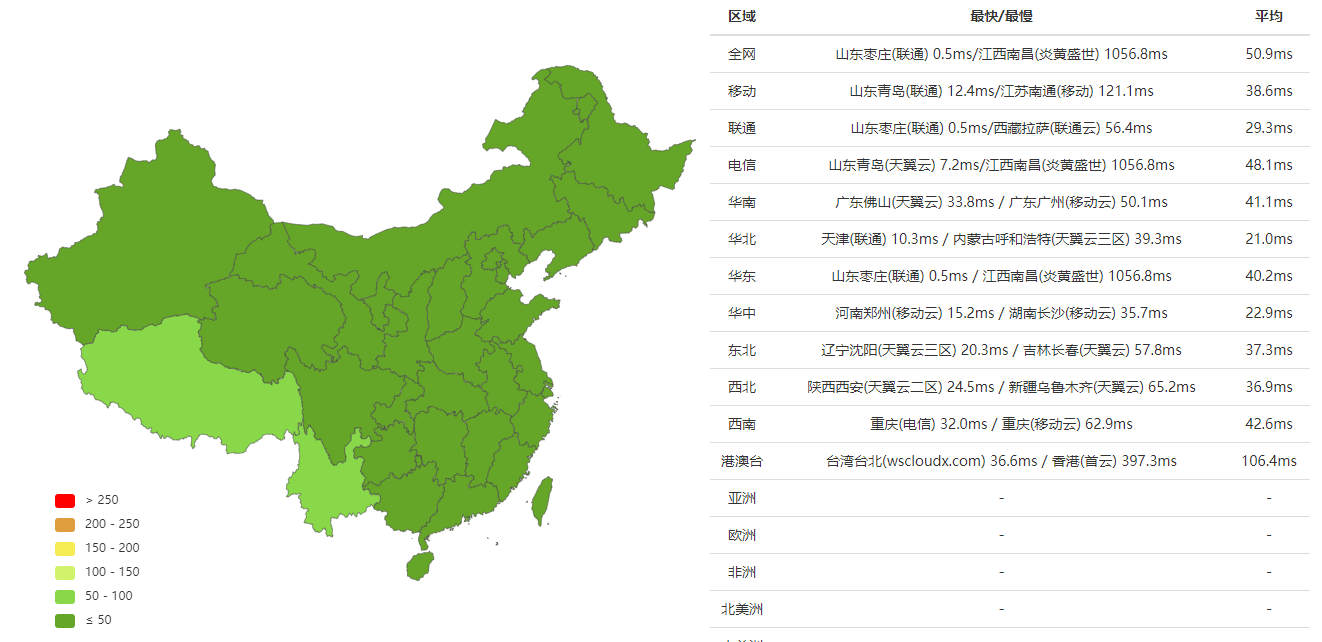 区域 最快/最慢 平均
全网 山东枣庄(联通) 0.5ms/江西南昌(炎黄盛世) 1056.8ms 50.9ms
移动 山东青岛(联通) 12.4ms/江苏南通(移动) 121.1ms 38.6ms
联通 山东枣庄(联通) 0.5ms/西藏拉萨(联通云) 56.4ms 29.3ms
电信 山东青岛(天翼云) 7.2ms/江西南昌(炎黄盛世) 1056.8ms 48.1ms
华南 广东佛山(天翼云) 33.8ms / 广东广州(移动云) 50.1ms 41.1ms
华北 天津(联通) 10.3ms / 内蒙古呼和浩特(天翼云三区) 39.3ms 21.0ms
华东 山东枣庄(联通) 0.5ms / 江西南昌(炎黄盛世) 1056.8ms 40.2ms
华中 河南郑州(移动云) 15.2ms / 湖南长沙(移动云) 35.7ms 22.9ms
东北 辽宁沈阳(天翼云三区) 20.3ms / 吉林长春(天翼云) 57.8ms 37.3ms
西北 陕西西安(天翼云二区) 24.5ms / 新疆乌鲁木齐(天翼云) 65.2ms 36.9ms
西南 重庆(电信) 32.0ms / 重庆(移动云) 62.9ms 42.6ms
港澳台 台湾台北(wscloudx.com) 36.6ms / 香港(首云) 397.3ms 106.4ms
亚洲 - -
欧洲 - -
非洲 - -
北美洲 - -
> 250
200 - 250
150 - 200
100 - 150
50 - 100
≤ 50